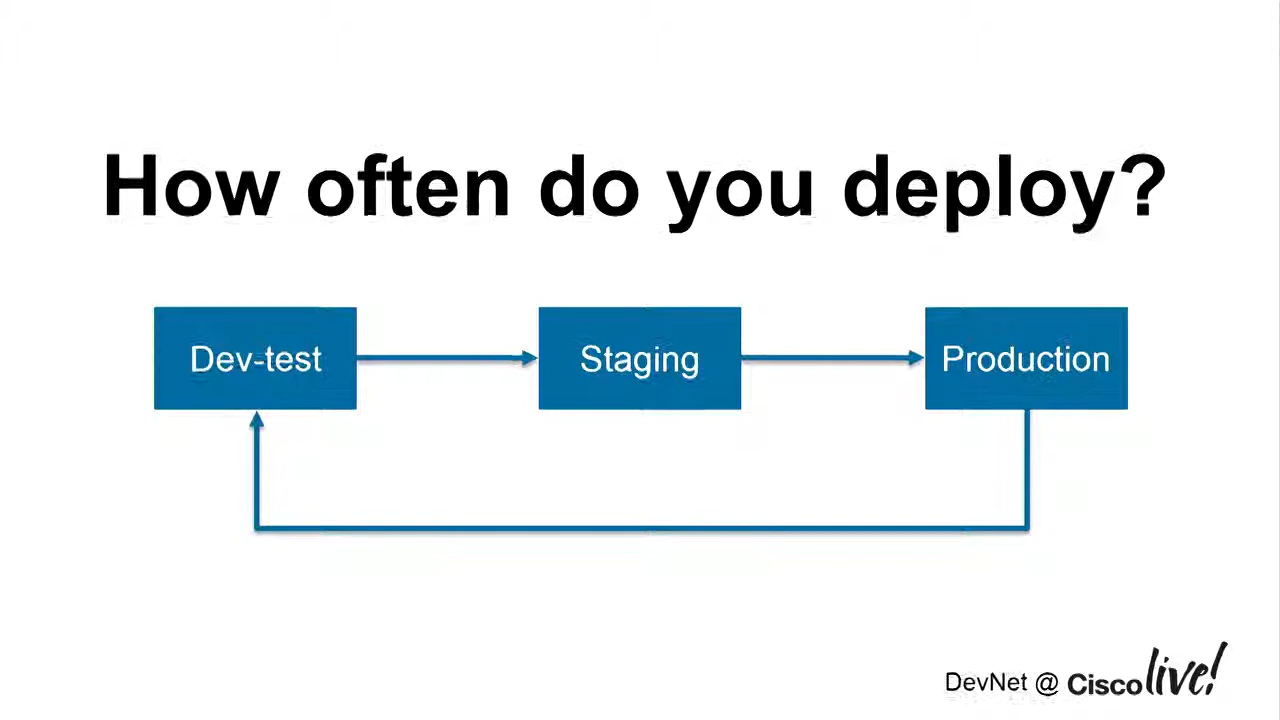 How often do you deploy?
Dev-test
Staging
Production
DevNet @ Cisco live!